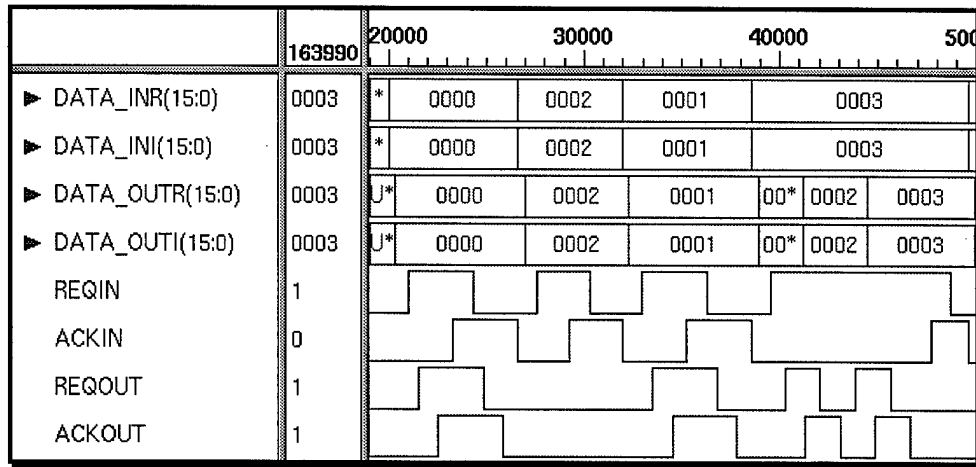 163990 20000 30000 40000 500
DATA_INR(15:0) 0003 * 0000 0002 0001 0003
DATA_INI(15:0) 0003 * 0000 0002 0001 0003
DATA_OUTR(15:0) 0003 U* 0000 0002 0001 00* 0002 0003
DATA_OUTI(15:0) 0003 U* 0000 0002 0001 00* 0002 0003
REQIN 1
ACKIN 0
REQOUT 1
ACKOUT 1